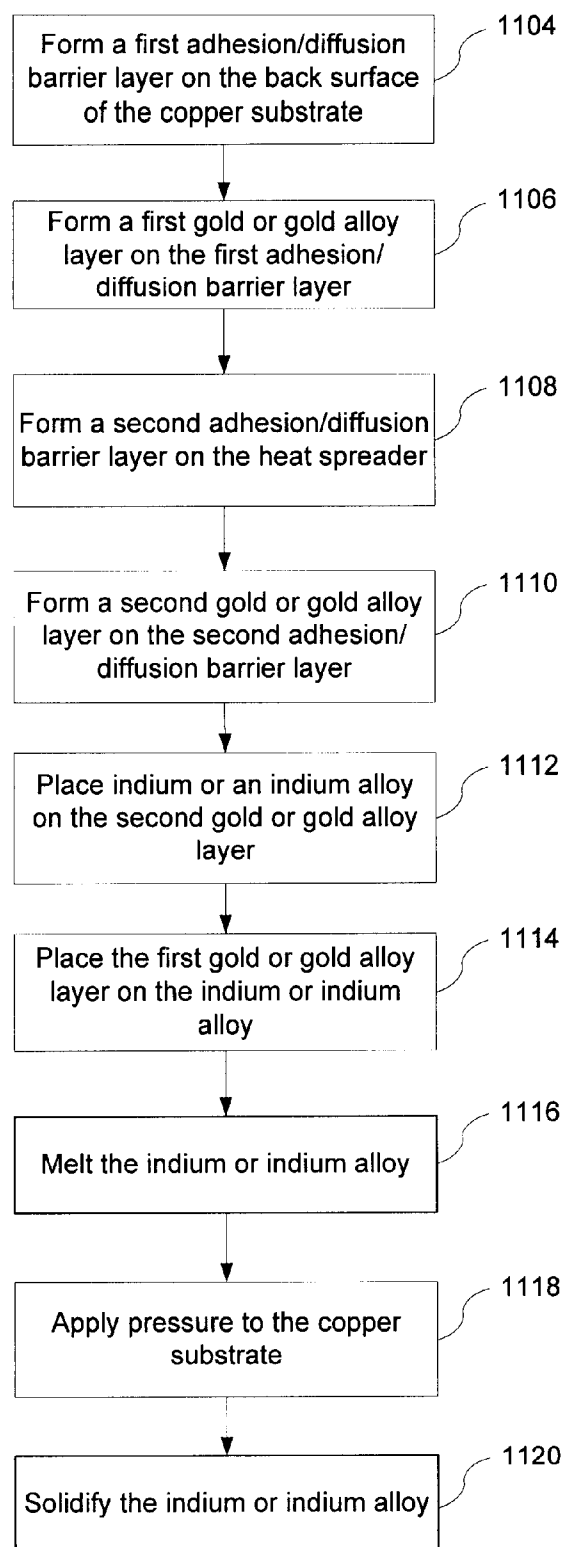 1104
Form a first adhesion/diffusion
barrier layer on the back surface
of the copper substrate
1106
Form a first gold or gold alloy
layer on the first adhesion/
diffusion barrier layer
1108
Form a second adhesion/diffusion
barrier layer on the heat spreader
1110
Form a second gold or gold alloy
layer on the second adhesion/
diffusion barrier layer
1112
Place indium or an indium alloy
on the second gold or gold alloy
layer
1114
Place the first gold or gold alloy
layer on the indium or indium
alloy
1116
Melt the indium or indium alloy
1118
Apply pressure to the copper
substrate
1120
Solidify the indium or indium alloy